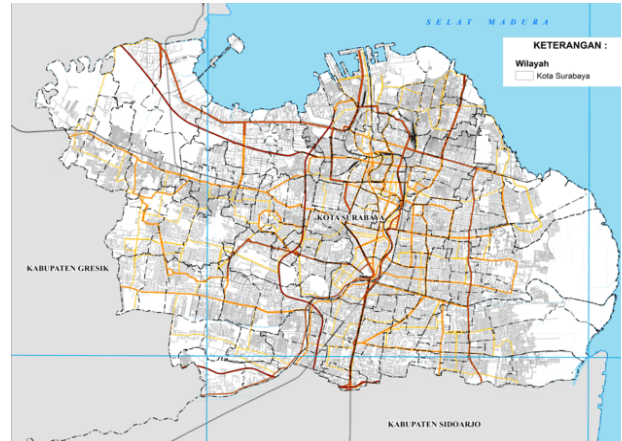 SELAT MADURA
KETERANGAN :
Wilayah
Kota Surabaya
KOTA SURABAYA
KABUPATEN GRESIK
KABUPATEN SIDOARJO